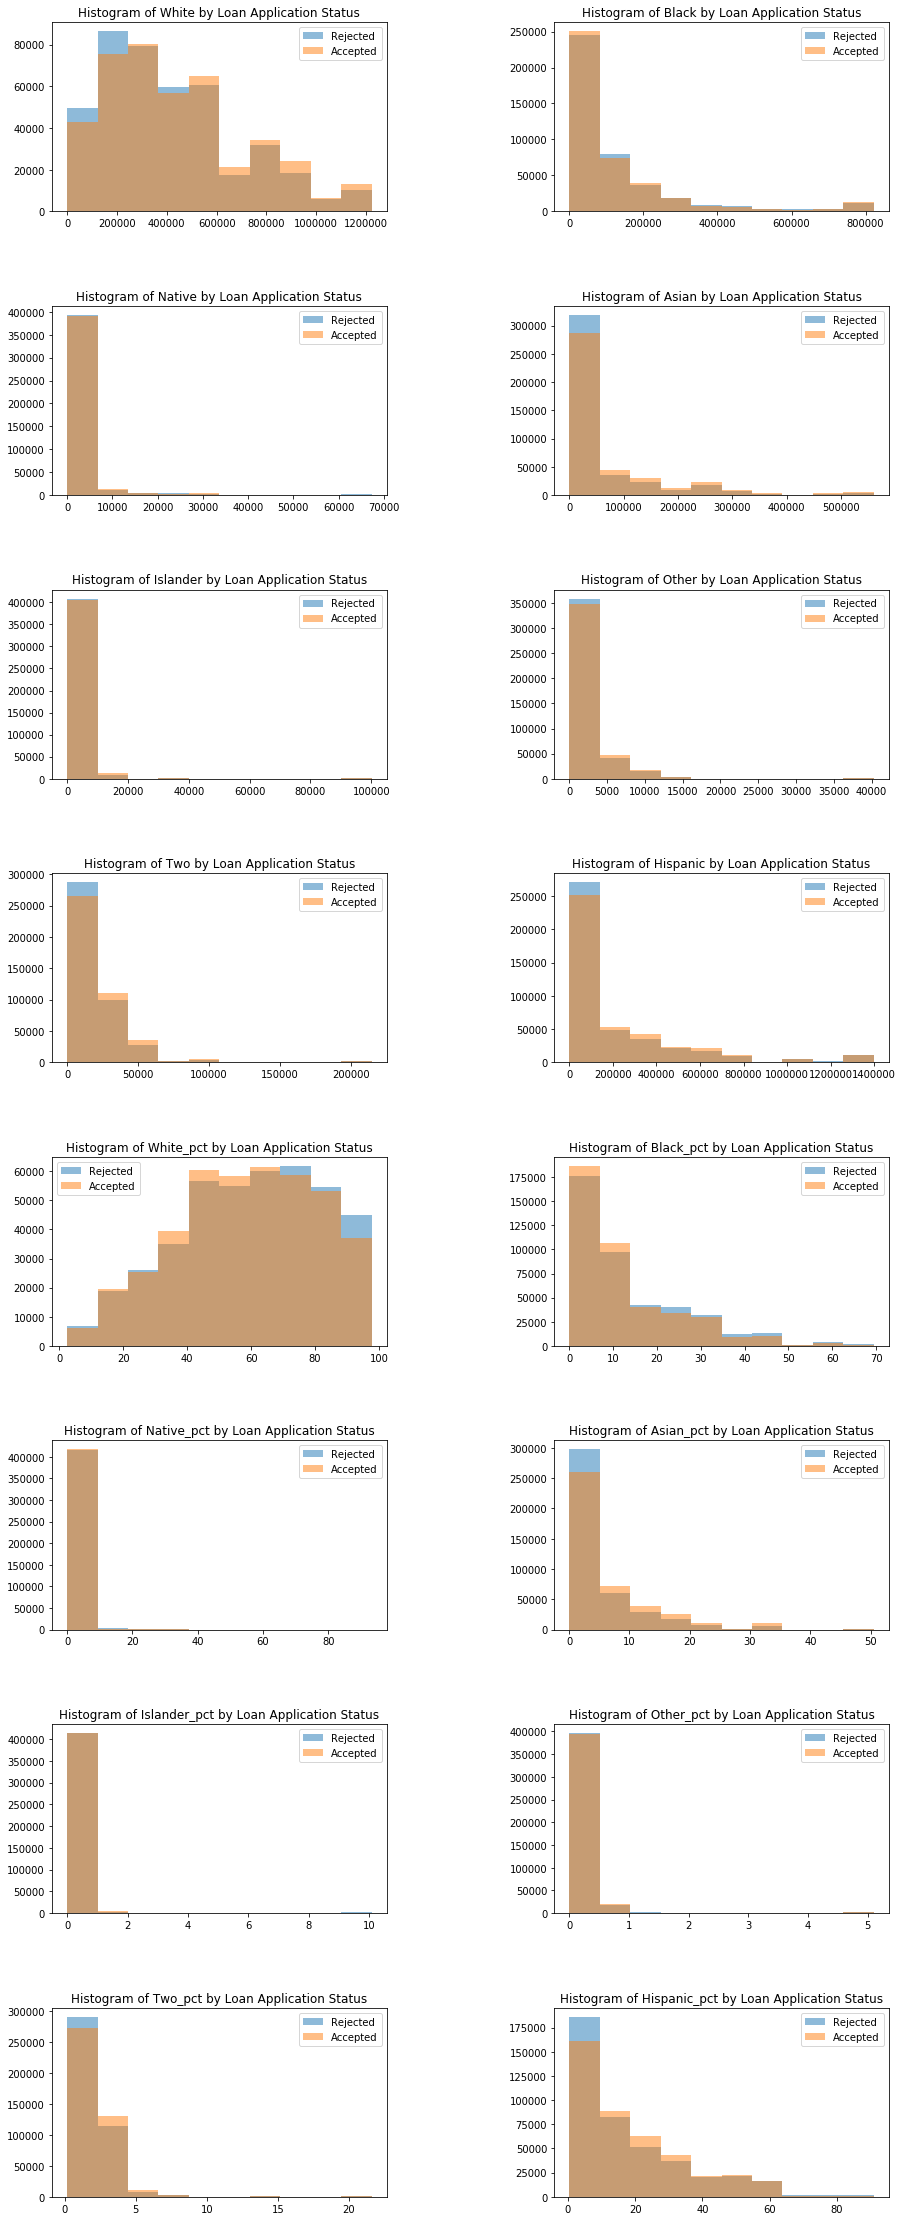 Histogram of White by Loan Application Status
Rejected
Accepted
80000
60000
40000
20000
0
0 200000 400000 600000 800000 1000000 1200000
Histogram of Black by Loan Application Status
Rejected
Accepted
250000
200000
150000
100000
50000
0
0 200000 400000 600000 800000
Histogram of Native by Loan Application Status
Rejected
Accepted
400000
350000
300000
250000
200000
150000
100000
50000
0
0 10000 20000 30000 40000 50000 60000 70000
Histogram of Asian by Loan Application Status
Rejected
Accepted
300000
250000
200000
150000
100000
50000
0
0 100000 200000 300000 400000 500000
Histogram of Islander by Loan Application Status
Rejected
Accepted
400000
350000
300000
250000
200000
150000
100000
50000
0
0 20000 40000 60000 80000 100000
Histogram of Other by Loan Application Status
Rejected
Accepted
350000
300000
250000
200000
150000
100000
50000
0
0 5000 10000 15000 20000 25000 30000 35000 40000
Histogram of Two by Loan Application Status
Rejected
Accepted
300000
250000
200000
150000
100000
50000
0
0 50000 100000 150000 200000
Histogram of Hispanic by Loan Application Status
Rejected
Accepted
250000
200000
150000
100000
50000
0
0 200000 400000 600000 800000 1000000 1200000 1400000
Histogram of White_pct by Loan Application Status
Rejected
Accepted
60000
50000
40000
30000
20000
10000
0
0 20 40 60 80 100
Histogram of Black_pct by Loan Application Status
Rejected
Accepted
175000
150000
125000
100000
75000
50000
25000
0
0 10 20 30 40 50 60 70
Histogram of Native_pct by Loan Application Status
Rejected
Accepted
400000
350000
300000
250000
200000
150000
100000
50000
0
0 20 40 60 80
Histogram of Asian_pct by Loan Application Status
Rejected
Accepted
300000
250000
200000
150000
100000
50000
0
0 10 20 30 40 50
Histogram of Islander_pct by Loan Application Status
Rejected
Accepted
400000
350000
300000
250000
200000
150000
100000
50000
0
0 2 4 6 8 10
Histogram of Other_pct by Loan Application Status
Rejected
Accepted
400000
350000
300000
250000
200000
150000
100000
50000
0
0 1 2 3 4 5
Histogram of Two_pct by Loan Application Status
Rejected
Accepted
300000
250000
200000
150000
100000
50000
0
0 5 10 15 20
Histogram of Hispanic_pct by Loan Application Status
Rejected
Accepted
175000
150000
125000
100000
75000
50000
25000
0
0 20 40 60 80